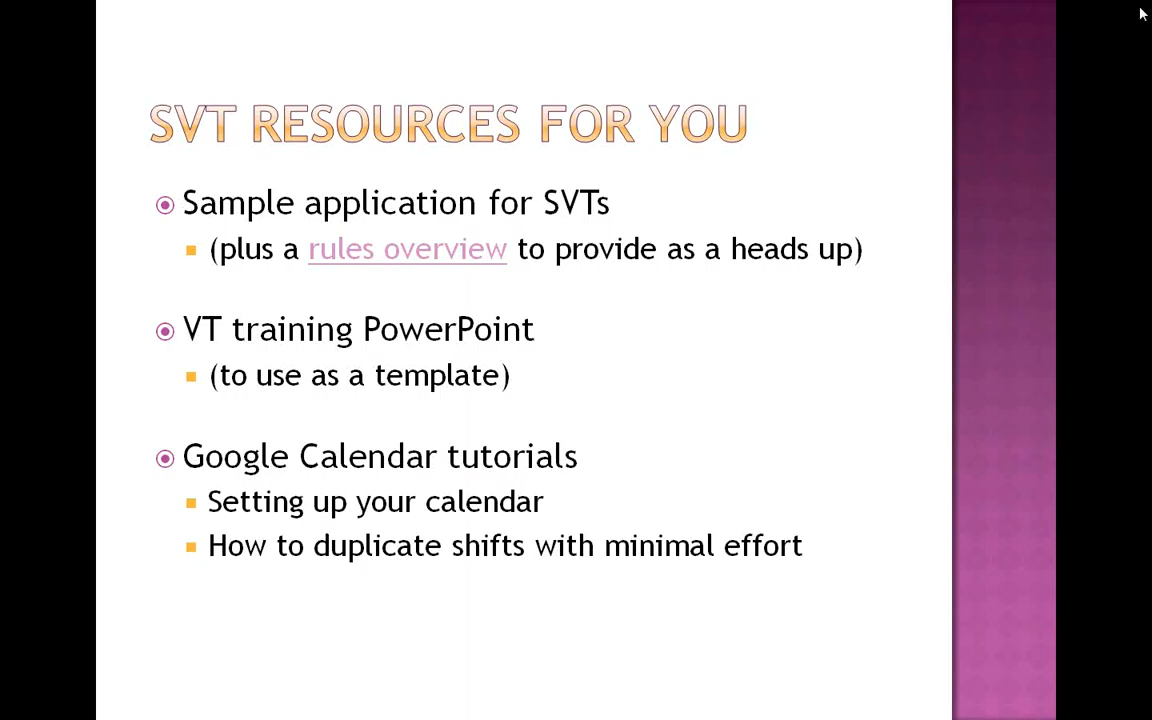 SVT RESOURCES FOR YOU
Sample application for SVTs
(plus a rules overview to provide as a heads up)
VT training PowerPoint
(to use as a template)
Google Calendar tutorials
Setting up your calendar
How to duplicate shifts with minimal effort